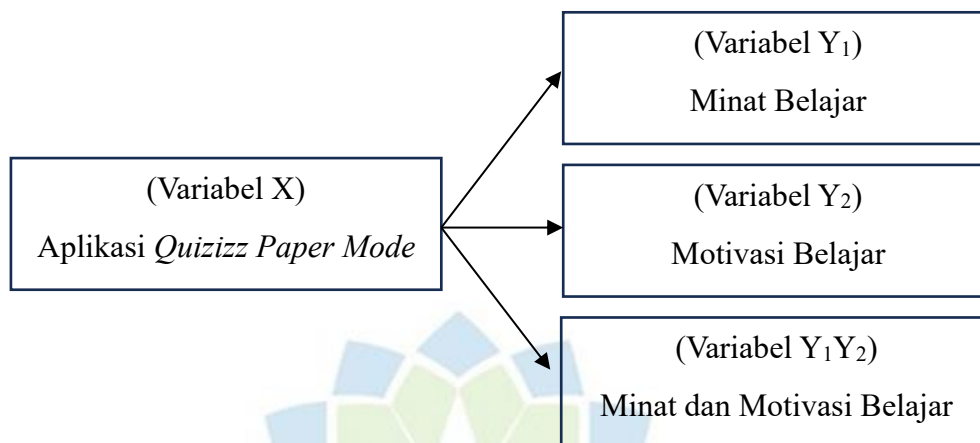 (Variabel Y₁)
Minat Belajar
(Variabel X)
Aplikasi Quizizz Paper Mode
(Variabel Y₂)
Motivasi Belajar
(Variabel Y₁Y₂)
Minat dan Motivasi Belajar